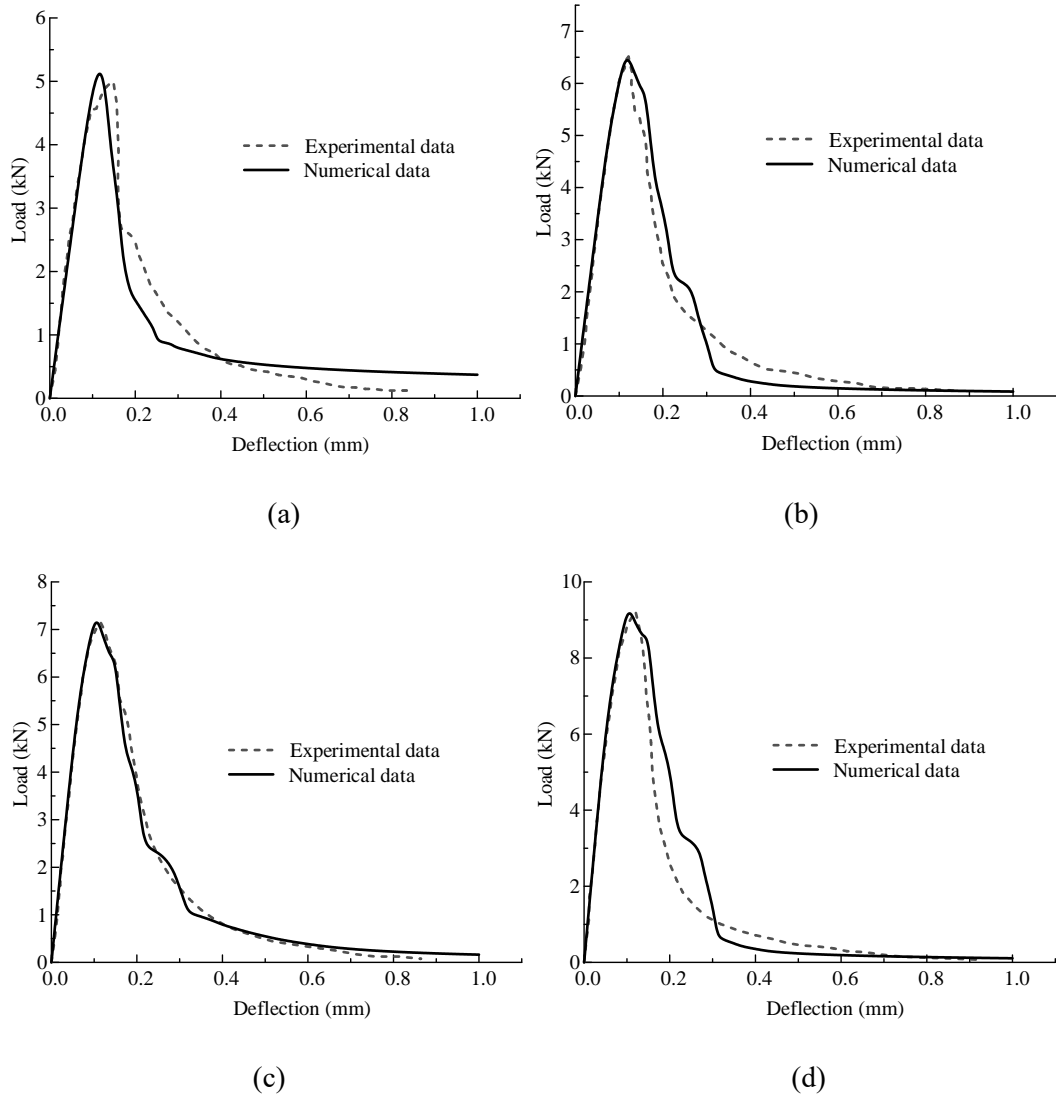 6
5
4
3
2
1
0
0.0 0.2 0.4 0.6 0.8 1.0
Load (kN)
Deflection (mm)
Experimental data
Numerical data
(a)
7
6
5
4
3
2
1
0
0.0 0.2 0.4 0.6 0.8 1.0
Load (kN)
Deflection (mm)
Experimental data
Numerical data
(b)
8
7
6
5
4
3
2
1
0
0.0 0.2 0.4 0.6 0.8 1.0
Load (kN)
Deflection (mm)
Experimental data
Numerical data
(c)
10
8
6
4
2
0
0.0 0.2 0.4 0.6 0.8 1.0
Load (kN)
Deflection (mm)
Experimental data
Numerical data
(d)